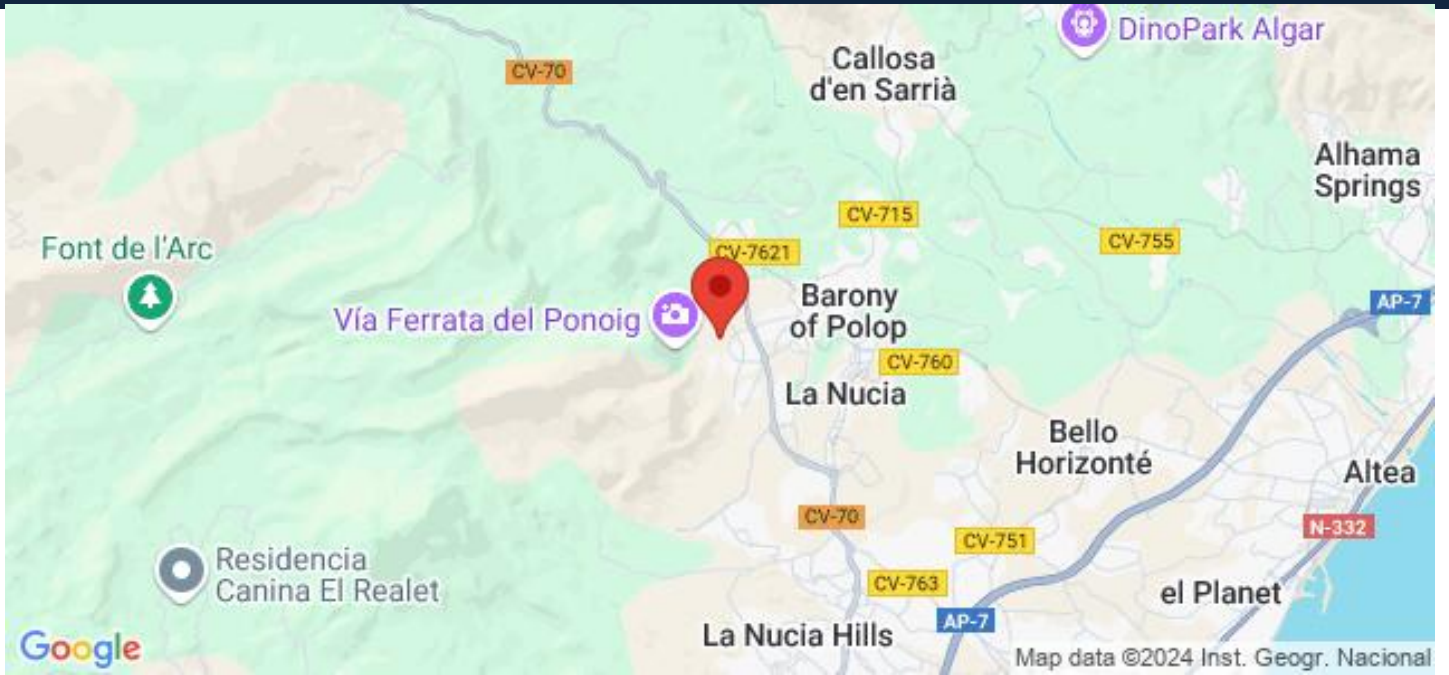 DinoPark Algar
Callosa
d'en Sarrià
CV-70
Alhama
Springs
CV-715
CV-755
Font de l'Arc
CV-7621
AP-7
Vía Ferrata del Ponoig
Barony
of Polop
CV-760
La Nucia
Bello
Horizonté
Altea
CV-70
N-332
CV-751
Residencia
Canina El Realet
CV-763
el Planet
AP-7
La Nucia Hills
Google
Map data ©2024 Inst. Geogr. Nacional